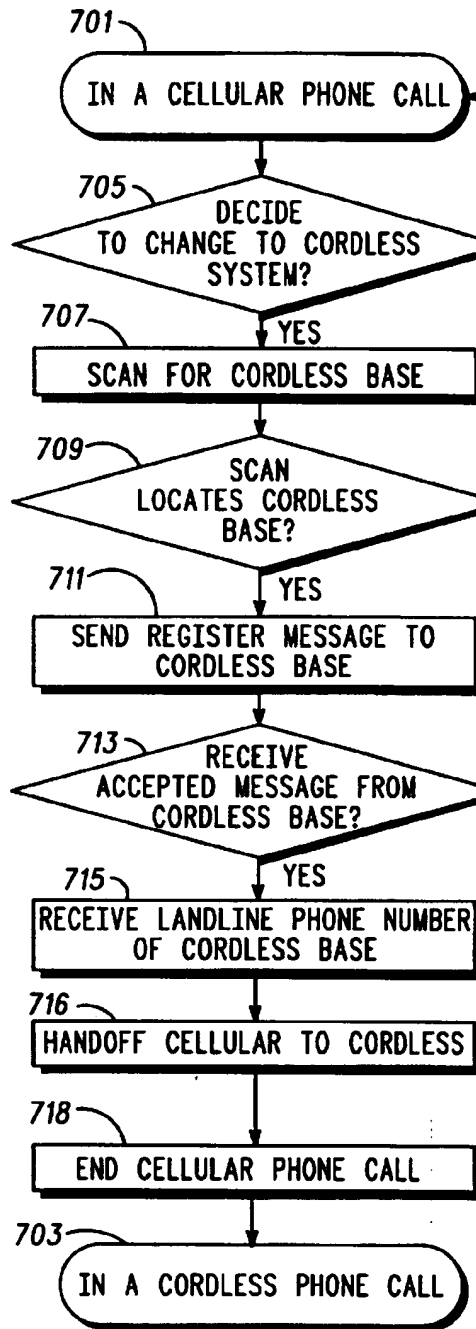 701
IN A CELLULAR PHONE CALL
705
DECIDE
TO CHANGE TO CORDLESS
SYSTEM?
YES
707
SCAN FOR CORDLESS BASE
709
SCAN
LOCATES CORDLESS
BASE?
YES
711
SEND REGISTER MESSAGE TO
CORDLESS BASE
713
RECEIVE
ACCEPTED MESSAGE FROM
CORDLESS BASE?
YES
715
RECEIVE LANDLINE PHONE NUMBER
OF CORDLESS BASE
716
HANDOFF CELLULAR TO CORDLESS
718
END CELLULAR PHONE CALL
703
IN A CORDLESS PHONE CALL